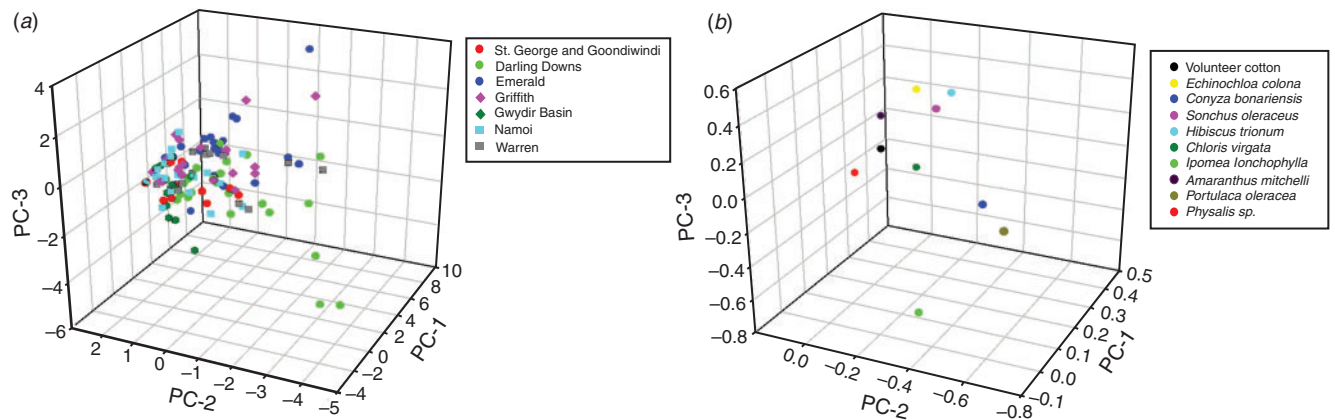 (a)
St. George and Goondiwindi
Darling Downs
Emerald
Griffith
Gwydir Basin
Namoi
Warren
PC-3
4
2
0
−2
−4
−6
PC-2
2
1
0
−1
−2
−3
−4
−5
PC-1
10
8
6
4
2
0
−2
−4
(b)
Volunteer cotton
Echinochloa colona
Conyza bonariensis
Sonchus oleraceus
Hibiscus trionum
Chloris virgata
Ipomea lonchophylla
Amaranthus mitchelli
Portulaca oleracea
Physalis sp.
PC-3
0.6
0.4
0.2
0.0
−0.2
−0.4
−0.6
−0.8
PC-2
0.0
−0.2
−0.4
−0.6
−0.8
PC-1
0.5
0.4
0.3
0.2
0.1
0.0
−0.1